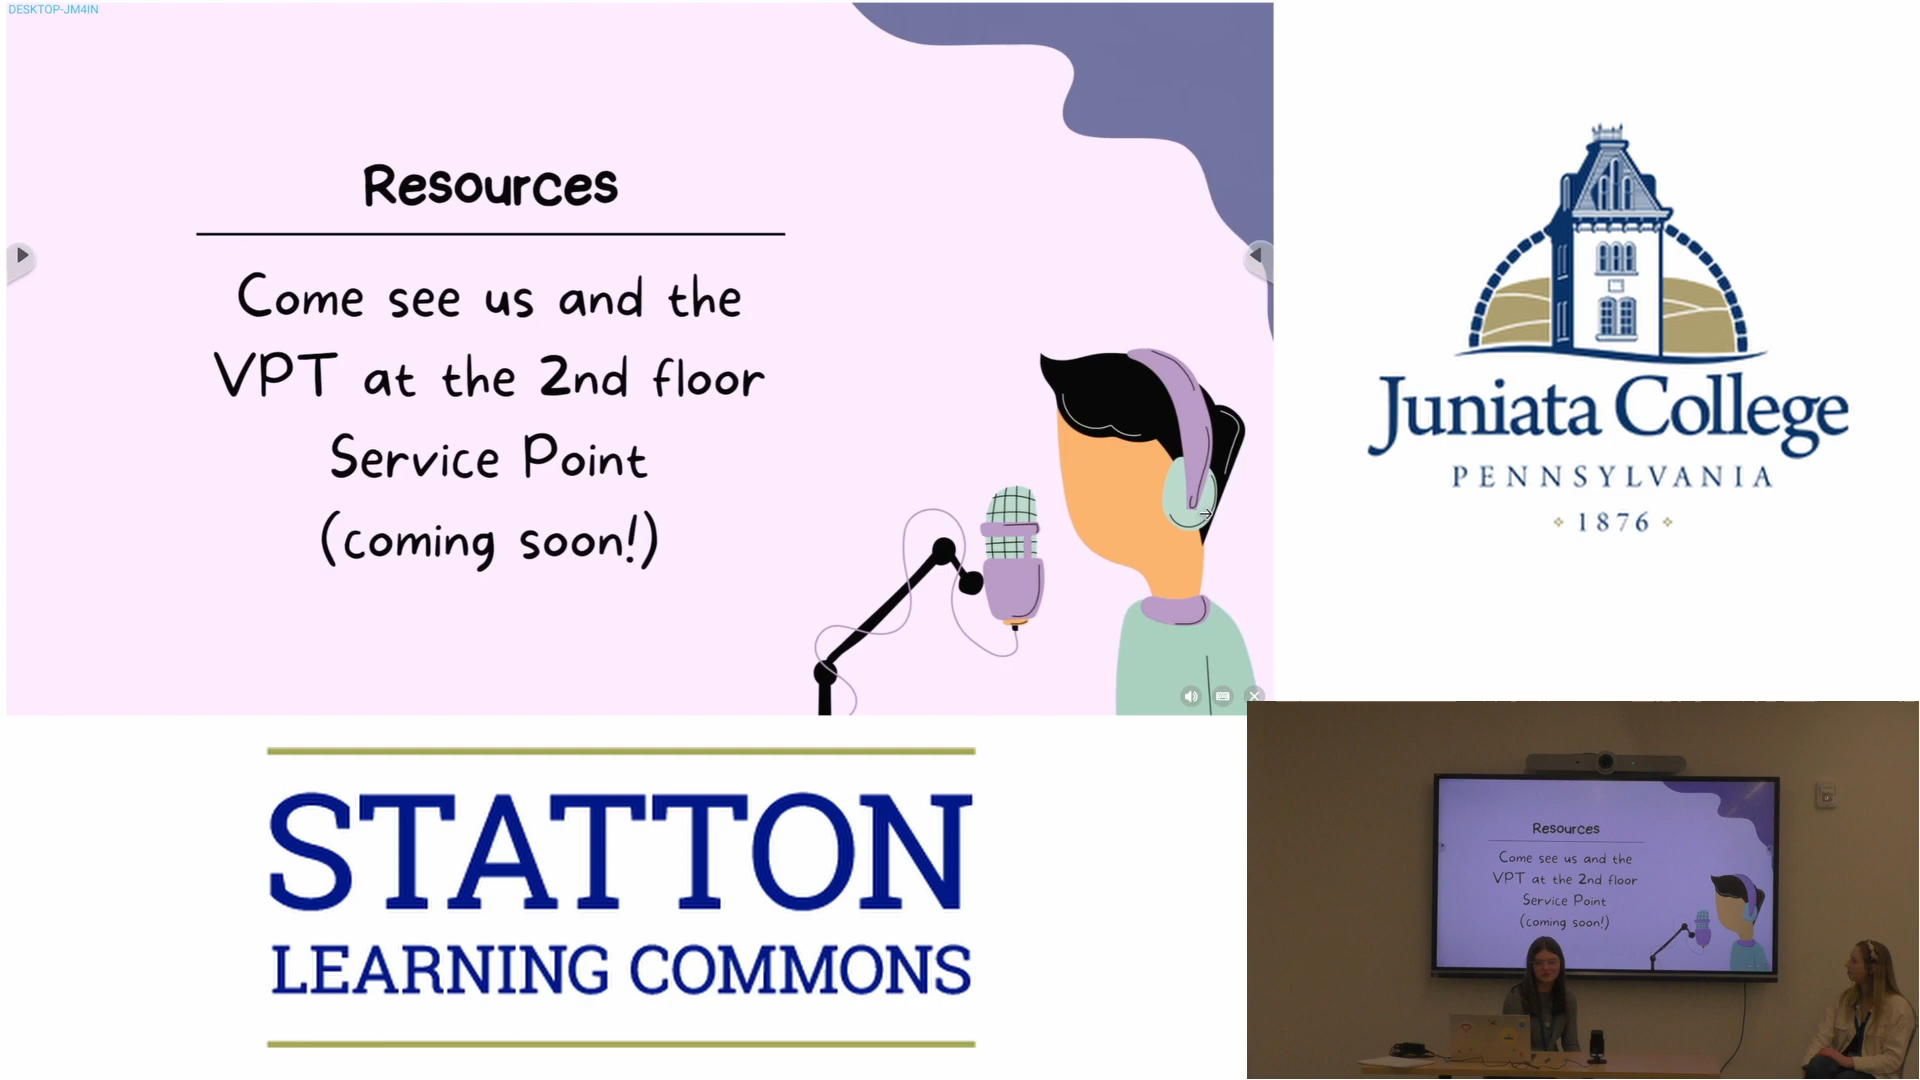 DESKTOP-JM4IN
Resources
Come see us and the
VPT at the 2nd floor
Service Point
(coming soon!)
Juniata College
PENNSYLVANIA
1876
STATTON
LEARNING COMMONS
Resources
Come see us and the
VPT at the 2nd floor
Service Point
(coming soon!)